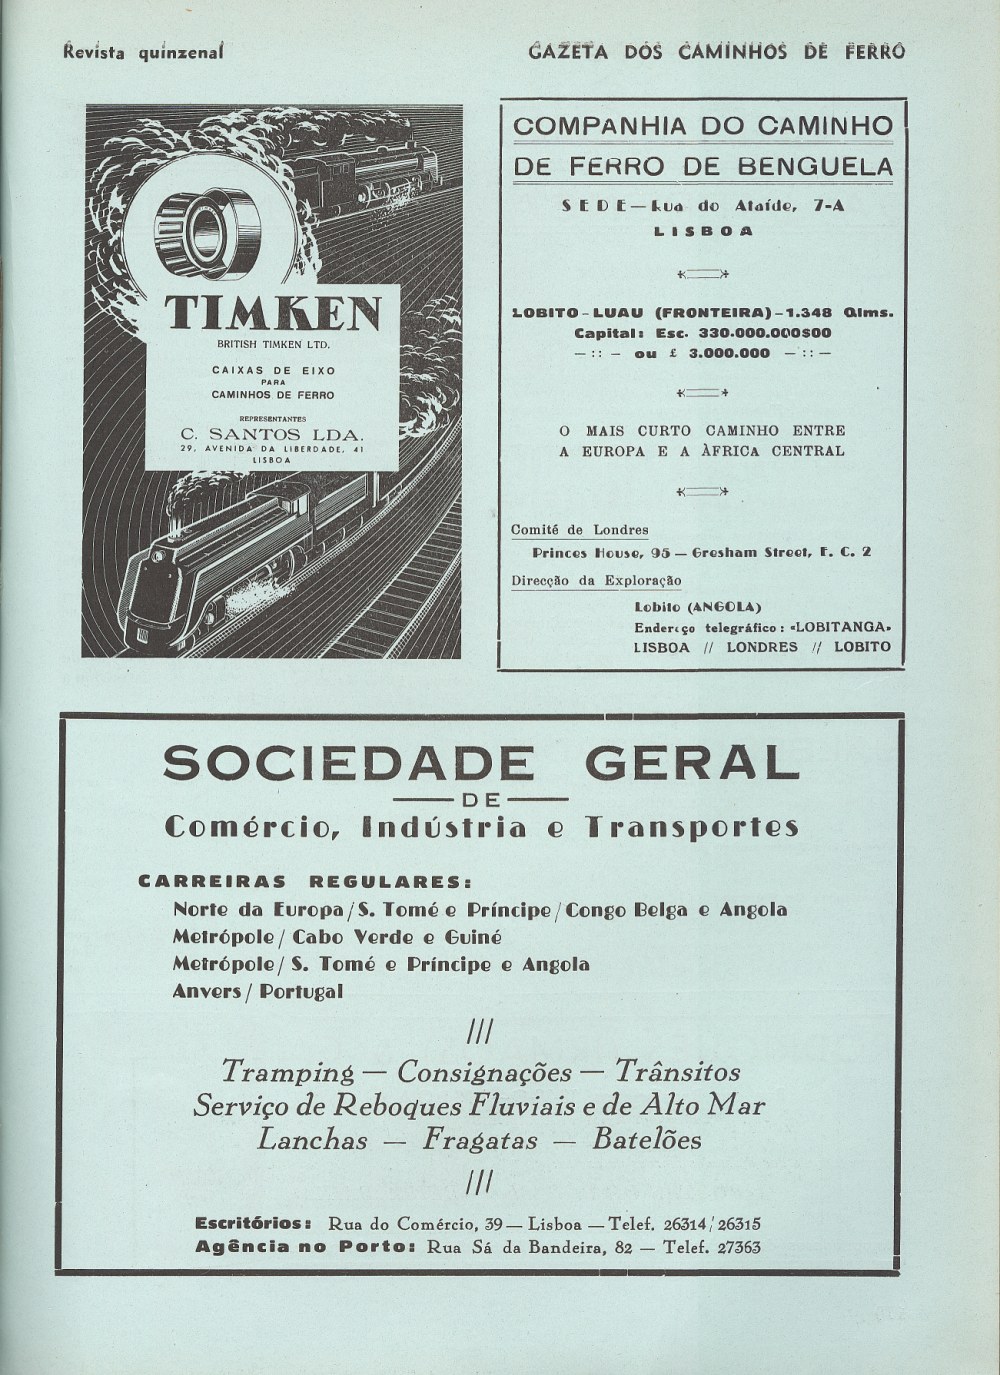 Revista quinzenal
GAZETA DOS CAMINHOS DE FERRO
TIMKEN
BRITISH TIMKEN LTD.
CAIXAS DE EIXO
PARA
CAMINHOS DE FERRO
REPRESENTANTES
C. SANTOS LDA.
29, AVENIDA DA LIBERDADE, 41
LISBOA
COMPANHIA DO CAMINHO
DE FERRO DE BENGUELA
SEDE—Rua do Ataíde, 7-A
LISBOA
LOBITO-LUAU (FRONTEIRA)-1.348 Qlms.
Capital: Esc. 330.000.000$00
— :: — ou £ 3.000.000 — :: —
O MAIS CURTO CAMINHO ENTRE
A EUROPA E A ÀFRICA CENTRAL
Comité de Londres
Princes House, 95 — Gresham Street, E. C. 2
Direcção da Exploração
Lobito (ANGOLA)
Endereço telegráfico: «LOBITANGA»
LISBOA // LONDRES // LOBITO
SOCIEDADE GERAL
— DE —
Comércio, Indústria e Transportes
CARREIRAS REGULARES:
Norte da Europa/S. Tomé e Príncipe/Congo Belga e Angola
Metrópole/ Cabo Verde e Guiné
Metrópole/ S. Tomé e Príncipe e Angola
Anvers/ Portugal
///
Tramping — Consignações — Trânsitos
Serviço de Reboques Fluviais e de Alto Mar
Lanchas — Fragatas — Batelões
///
Escritórios: Rua do Comércio, 39 — Lisboa — Telef. 26314/26315
Agência no Porto: Rua Sá da Bandeira, 82 — Telef. 27363